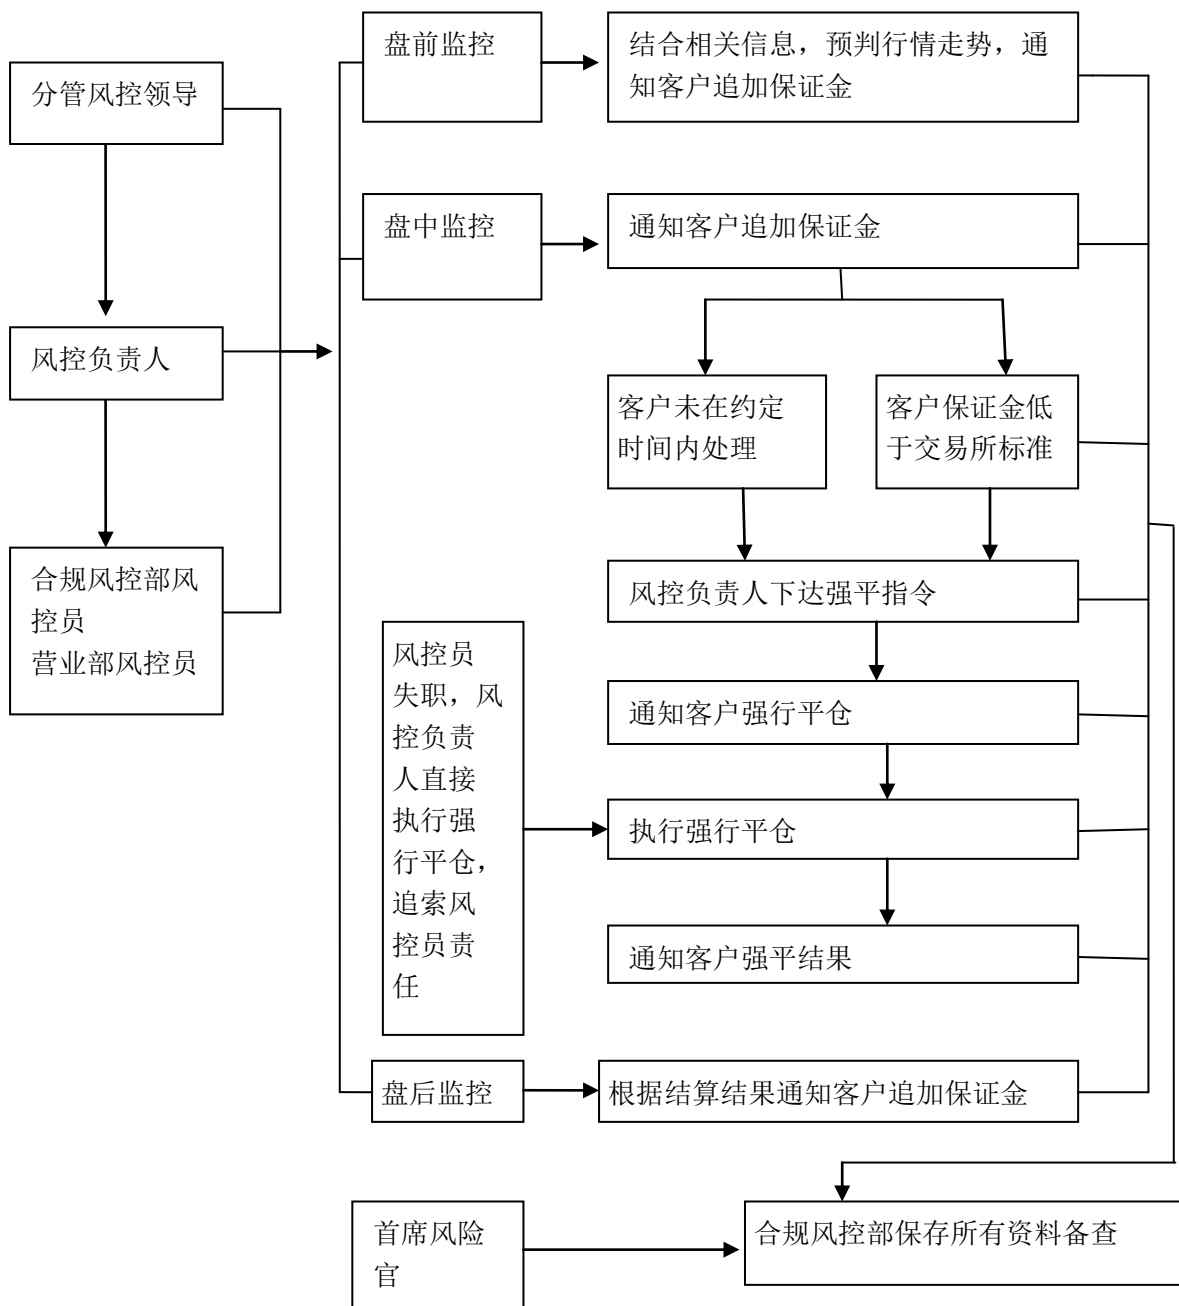 分管风控领导
风控负责人
合规风控部风
控员
营业部风控员
盘前监控
结合相关信息，预判行情走势，通
知客户追加保证金
盘中监控
通知客户追加保证金
客户未在约定
时间内处理
客户保证金低
于交易所标准
风控负责人下达强平指令
通知客户强行平仓
风控员
失职，风
控负责
人直接
执行强
行平仓，
追索风
控员责
任
执行强行平仓
通知客户强平结果
盘后监控
根据结算结果通知客户追加保证金
首席风险
官
合规风控部保存所有资料备查